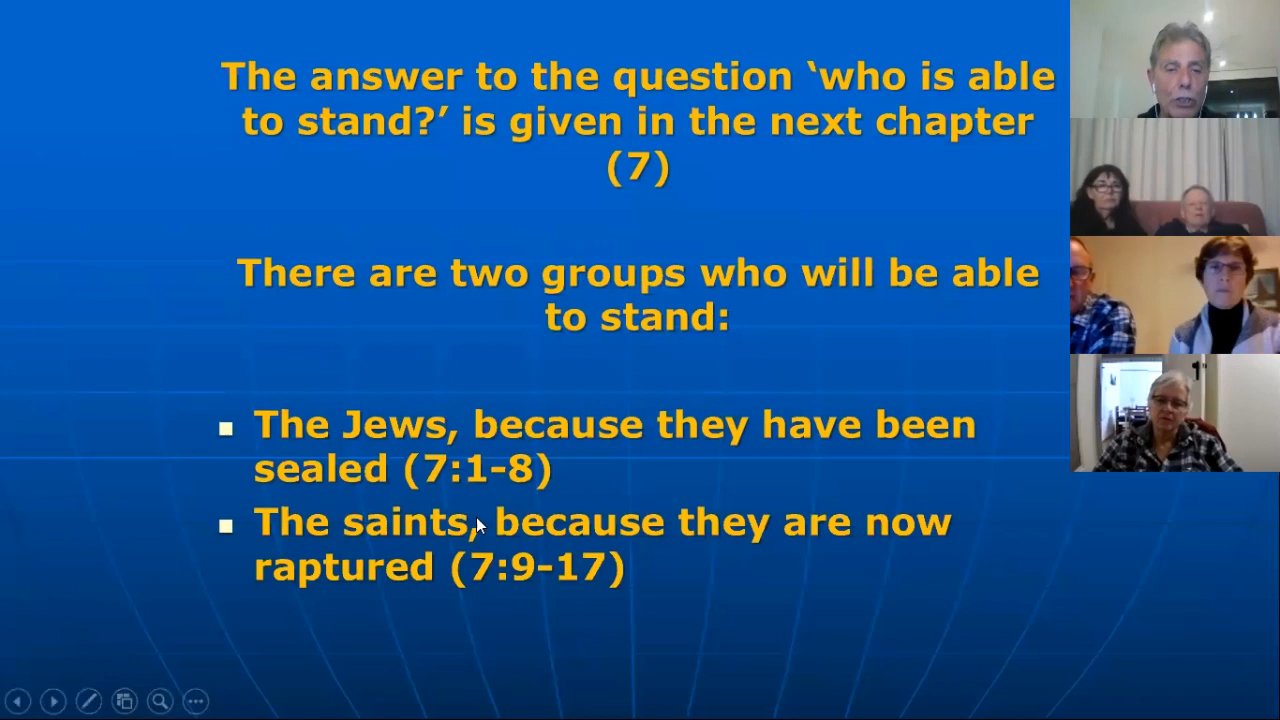 The answer to the question ‘who is able
to stand?’ is given in the next chapter
(7)
There are two groups who will be able
to stand:
The Jews, because they have been
sealed (7:1-8)
The saints, because they are now
raptured (7:9-17)